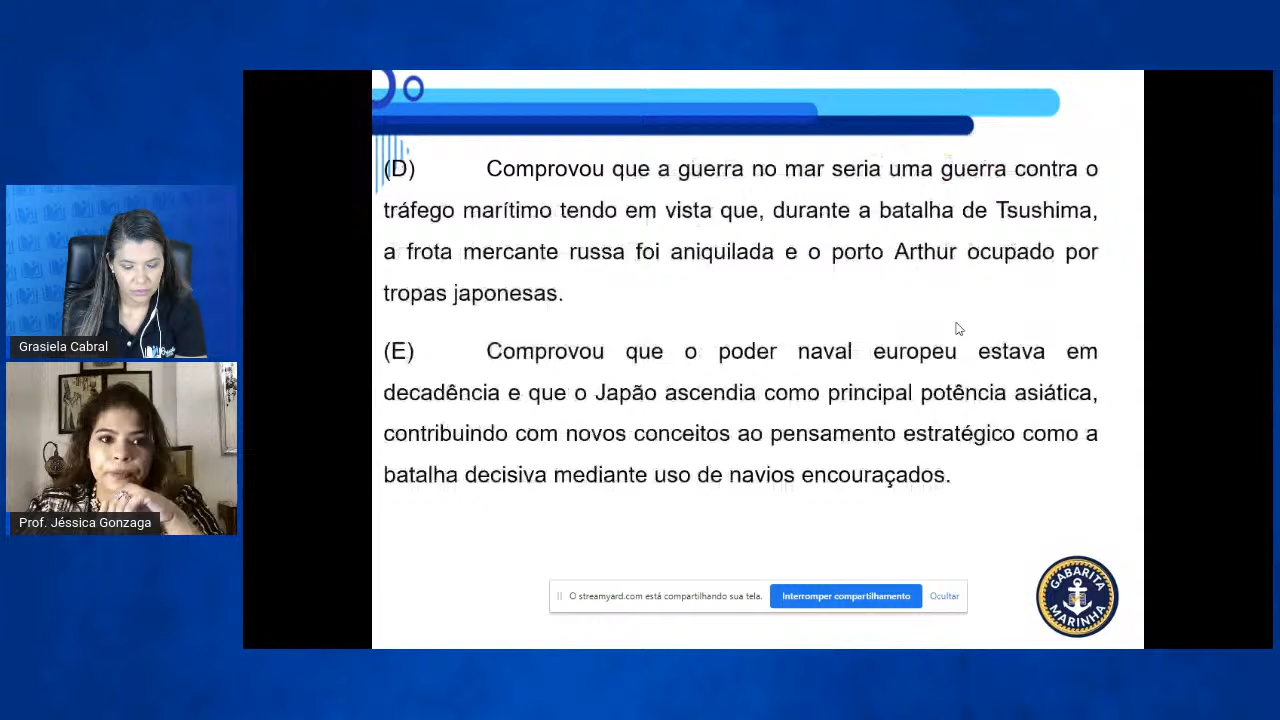 (D) Comprovou que a guerra no mar seria uma guerra contra o
tráfego marítimo tendo em vista que, durante a batalha de Tsushima,
a frota mercante russa foi aniquilada e o porto Arthur ocupado por
tropas japonesas.
(E) Comprovou que o poder naval europeu estava em
decadência e que o Japão ascendia como principal potência asiática,
contribuindo com novos conceitos ao pensamento estratégico como a
batalha decisiva mediante uso de navios encouraçados.
Grasiela Cabral
Prof. Jéssica Gonzaga
O streamyard.com está compartilhando sua tela. Interromper compartilhamento Ocultar
GABARITA
MARINHA